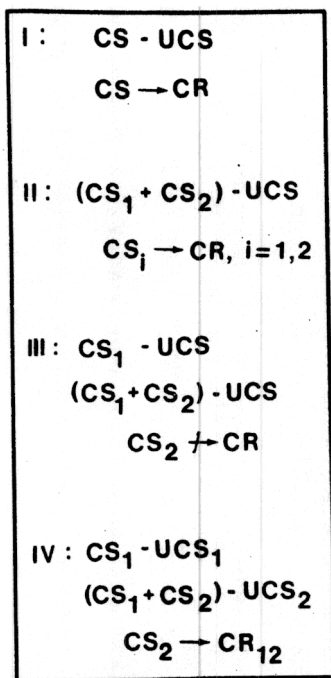 I: CS - UCS
CS → CR
II: (CS₁ + CS₂) - UCS
CSᵢ → CR, i=1,2
III: CS₁ - UCS
(CS₁+CS₂) - UCS
CS₂ ↛ CR
IV: CS₁ - UCS₁
(CS₁+CS₂) - UCS₂
CS₂ → CR₁₂